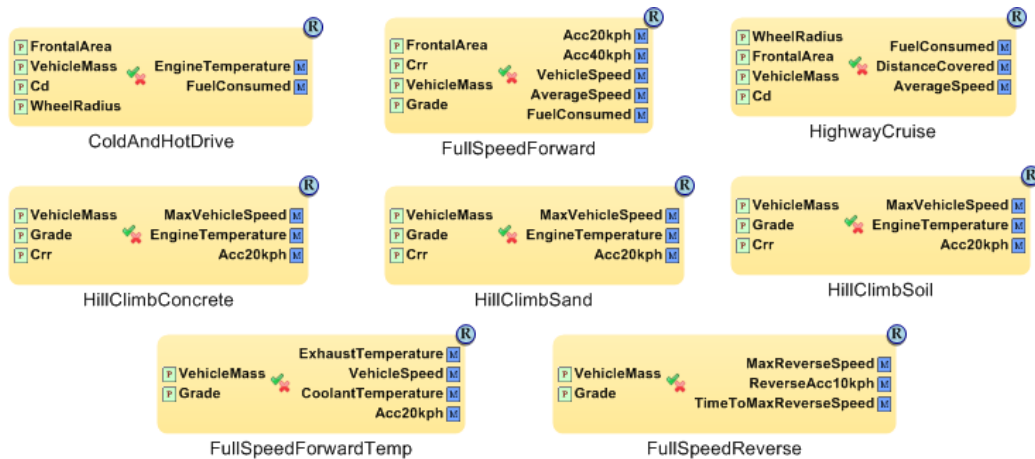 R
P FrontalArea
P VehicleMass
P Cd
P WheelRadius
EngineTemperature M
FuelConsumed M
ColdAndHotDrive
R
P FrontalArea
P Crr
P VehicleMass
P Grade
Acc20kph M
Acc40kph M
VehicleSpeed M
AverageSpeed M
FuelConsumed M
FullSpeedForward
R
P WheelRadius
P FrontalArea
P VehicleMass
P Cd
FuelConsumed M
DistanceCovered M
AverageSpeed M
HighwayCruise
R
P VehicleMass
P Grade
P Crr
MaxVehicleSpeed M
EngineTemperature M
Acc20kph M
HillClimbConcrete
R
P VehicleMass
P Grade
P Crr
MaxVehicleSpeed M
EngineTemperature M
Acc20kph M
HillClimbSand
R
P VehicleMass
P Grade
P Crr
MaxVehicleSpeed M
EngineTemperature M
Acc20kph M
HillClimbSoil
R
P VehicleMass
P Grade
ExhaustTemperature M
VehicleSpeed M
CoolantTemperature M
Acc20kph M
FullSpeedForwardTemp
R
P VehicleMass
P Grade
MaxReverseSpeed M
ReverseAcc10kph M
TimeToMaxReverseSpeed M
FullSpeedReverse